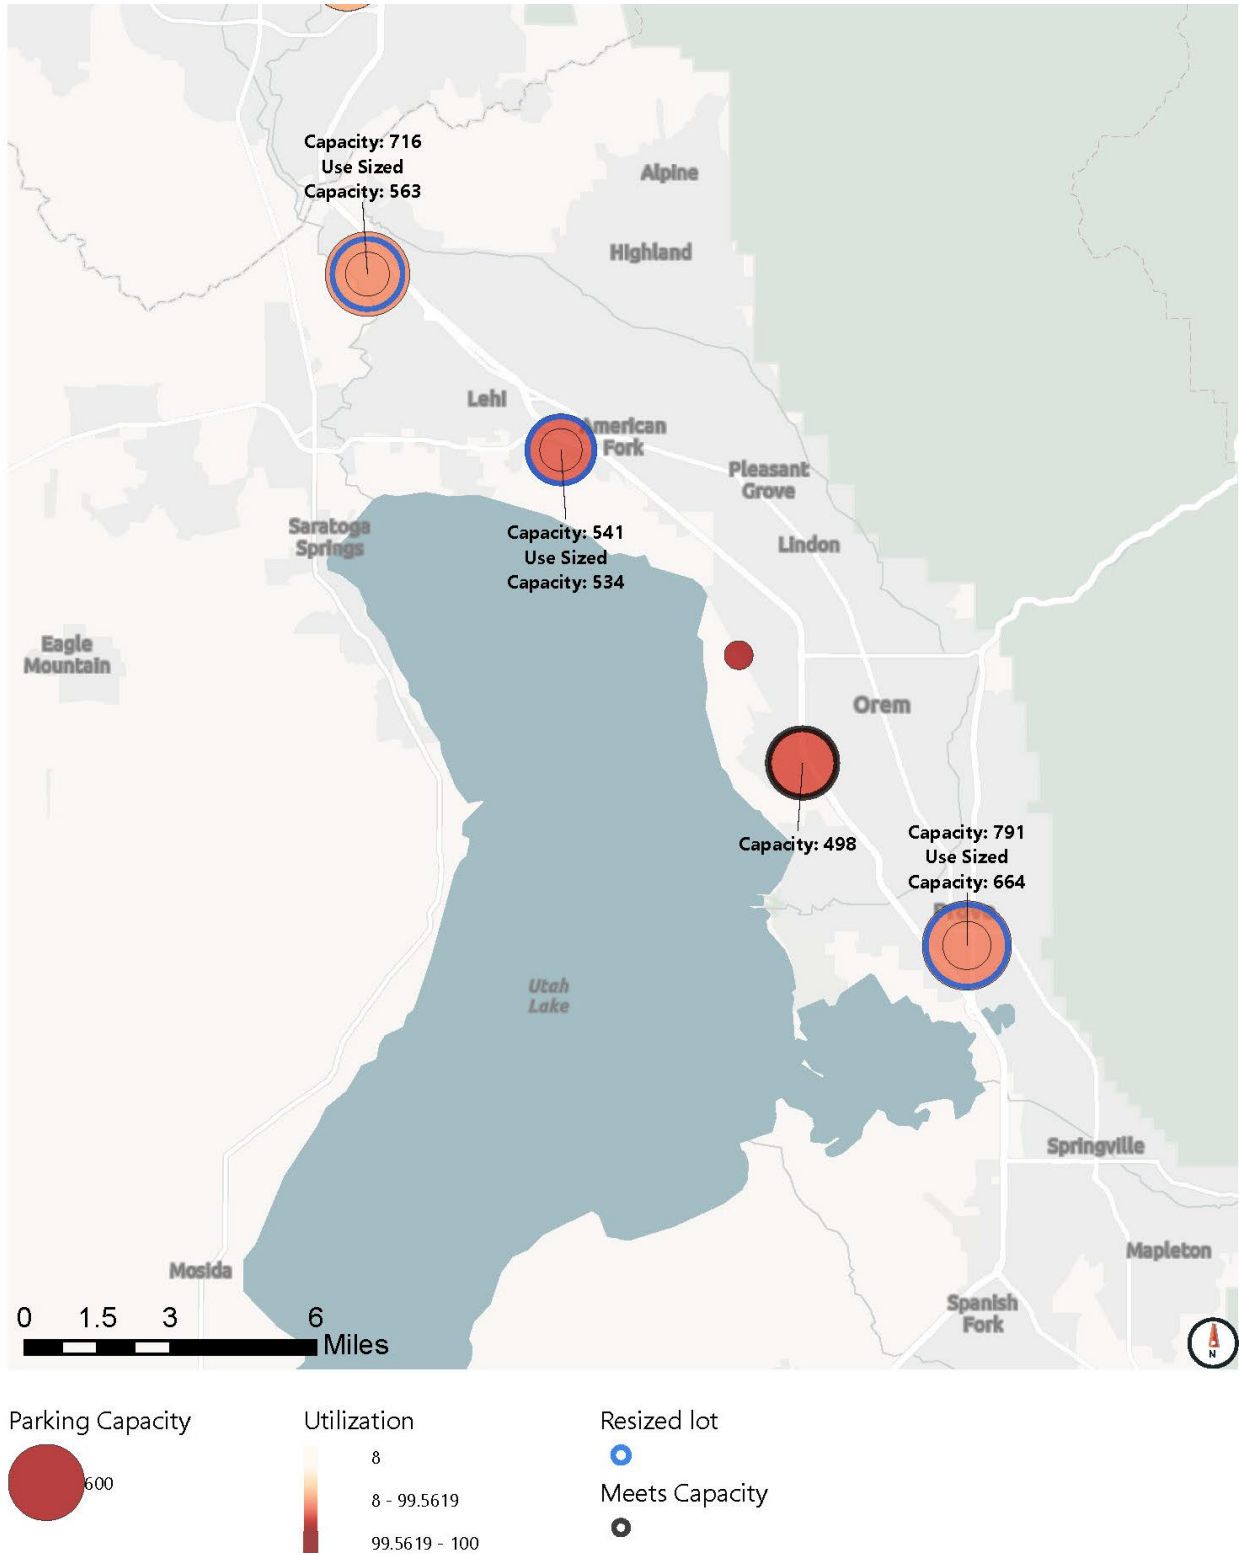 Capacity: 716
Use Sized
Capacity: 563
Alpine
Highland
Lehi
American
Fork
Pleasant
Grove
Lindon
Saratoga
Springs
Capacity: 541
Use Sized
Capacity: 534
Eagle
Mountain
Orem
Capacity: 498
Capacity: 791
Use Sized
Capacity: 664
Provo
Utah
Lake
Springville
Mapleton
Mosida
Spanish
Fork
0 1.5 3 6
Miles
N
Parking Capacity
600
Utilization
8
8 - 99.5619
99.5619 - 100
Resized lot
Meets Capacity